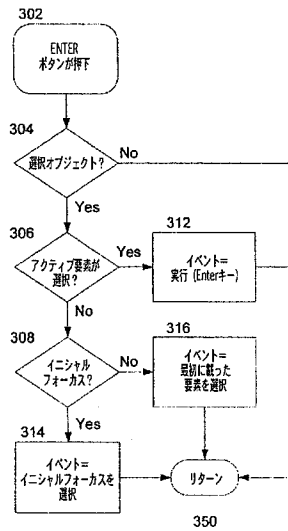 302
ENTER
ボタンが押下
304
選択オブジェクト?
No
Yes
306
アクティブ要素が
選択?
Yes
312
イベント=
実行 (Enterキー)
No
308
イニシャル
フォーカス?
No
316
イベント=
最初に載った
要素を選択
Yes
314
イベント=
イニシャルフォーカスを
選択
リターン
350